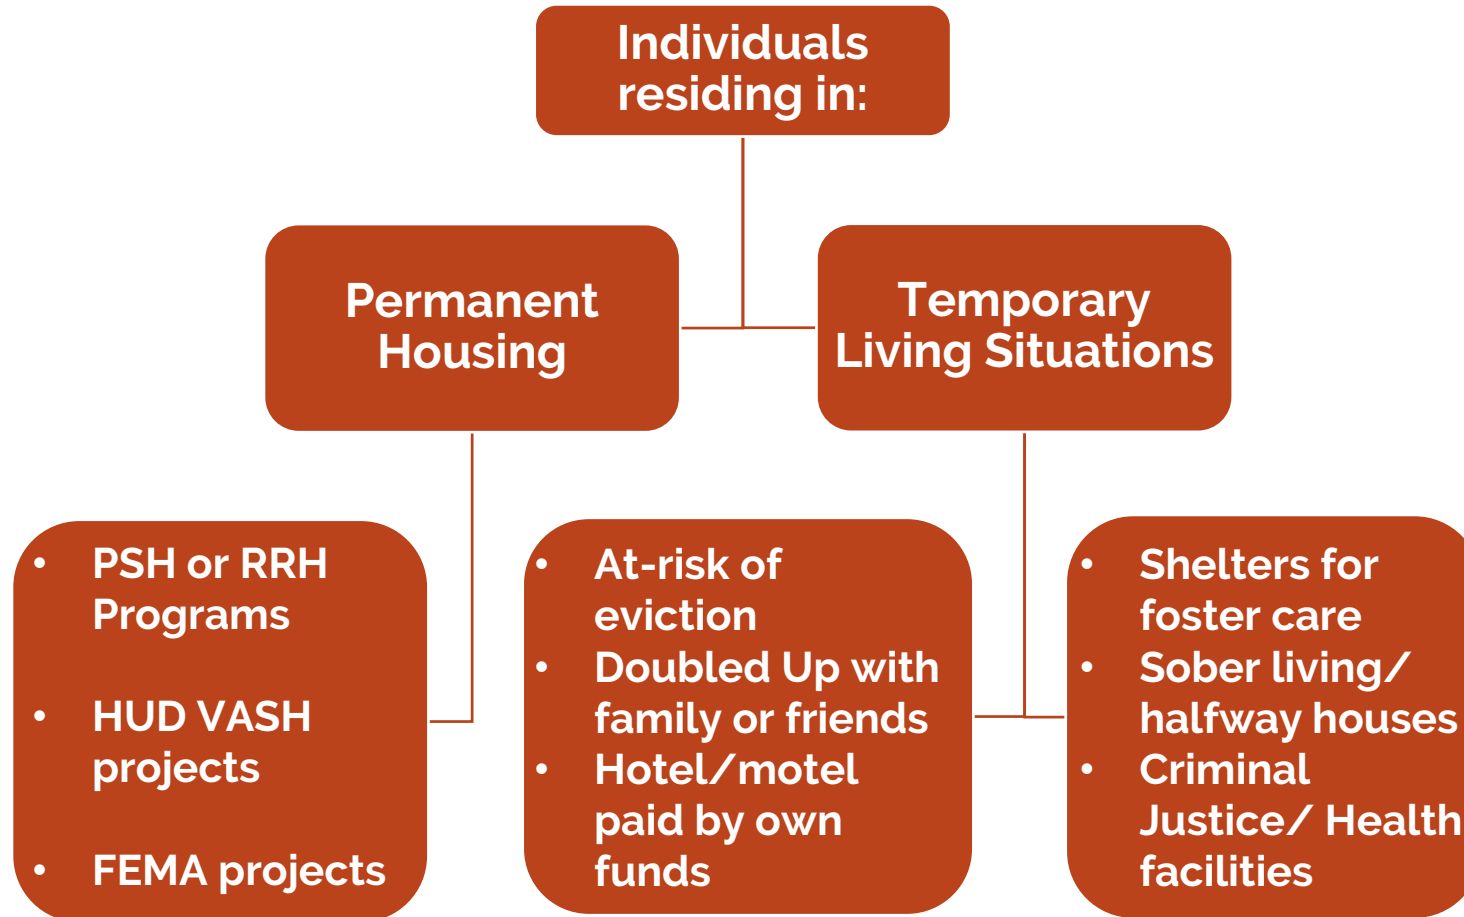 Individuals
residing in:
Permanent
Housing
Temporary
Living Situations
• PSH or RRH
Programs
• HUD VASH
projects
• FEMA projects
• At-risk of
eviction
• Doubled Up with
family or friends
• Hotel/motel
paid by own
funds
• Shelters for
foster care
• Sober living/
halfway houses
• Criminal
Justice/ Health
facilities